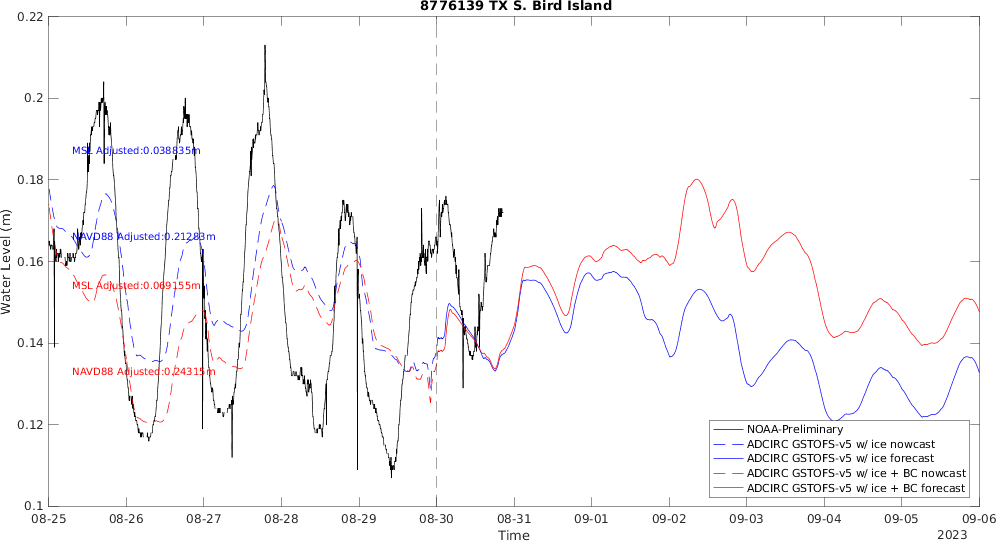 8776139 TX S. Bird Island
Water Level (m)
0.22
0.2
0.18
0.16
0.14
0.12
0.1
MSL Adjusted:0.038835m
NAVD88 Adjusted:0.21283m
MSL Adjusted:0.069155m
NAVD88 Adjusted:0.24315m
NOAA-Preliminary
ADCIRC GSTOFS-v5 w/ ice nowcast
ADCIRC GSTOFS-v5 w/ ice forecast
ADCIRC GSTOFS-v5 w/ ice + BC nowcast
ADCIRC GSTOFS-v5 w/ ice + BC forecast
08-25 08-26 08-27 08-28 08-29 08-30 08-31 09-01 09-02 09-03 09-04 09-05 09-06
Time
2023